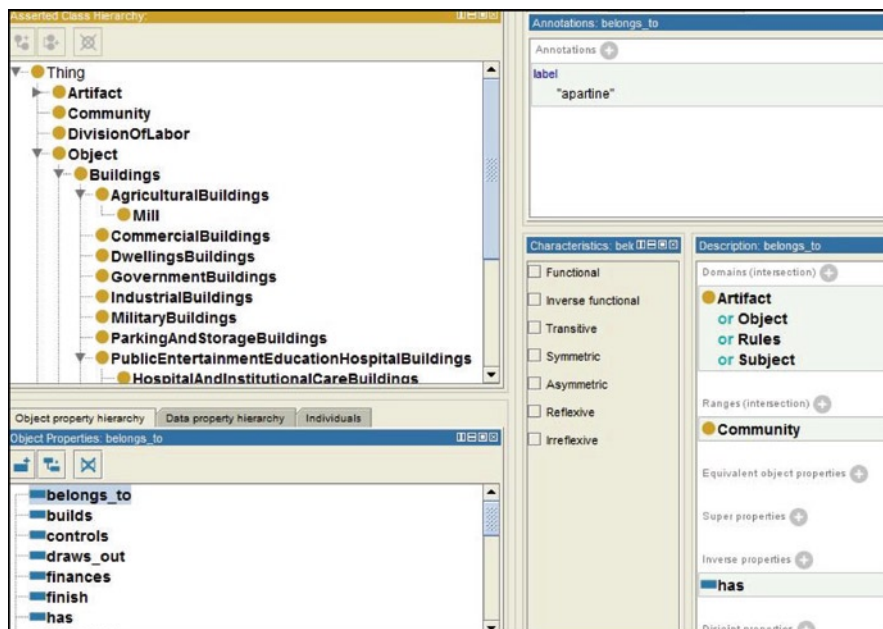 Asserted Class Hierarchy:
Thing
Artifact
Community
DivisionOfLabor
Object
Buildings
AgriculturalBuildings
Mill
CommercialBuildings
DwellingsBuildings
GovernmentBuildings
IndustrialBuildings
MilitaryBuildings
ParkingAndStorageBuildings
PublicEntertainmentEducationHospitalBuildings
HospitalAndInstitutionalCareBuildings
Object property hierarchy
Data property hierarchy
Individuals
Object Properties: belongs_to
belongs_to
builds
controls
draws_out
finances
finish
has
Annotations: belongs_to
Annotations
label
"apartine"
Characteristics: bel
Functional
Inverse functional
Transitive
Symmetric
Asymmetric
Reflexive
Irreflexive
Description: belongs_to
Domains (intersection)
Artifact
or Object
or Rules
or Subject
Ranges (intersection)
Community
Equivalent object properties
Super properties
Inverse properties
has
Disjoint properties